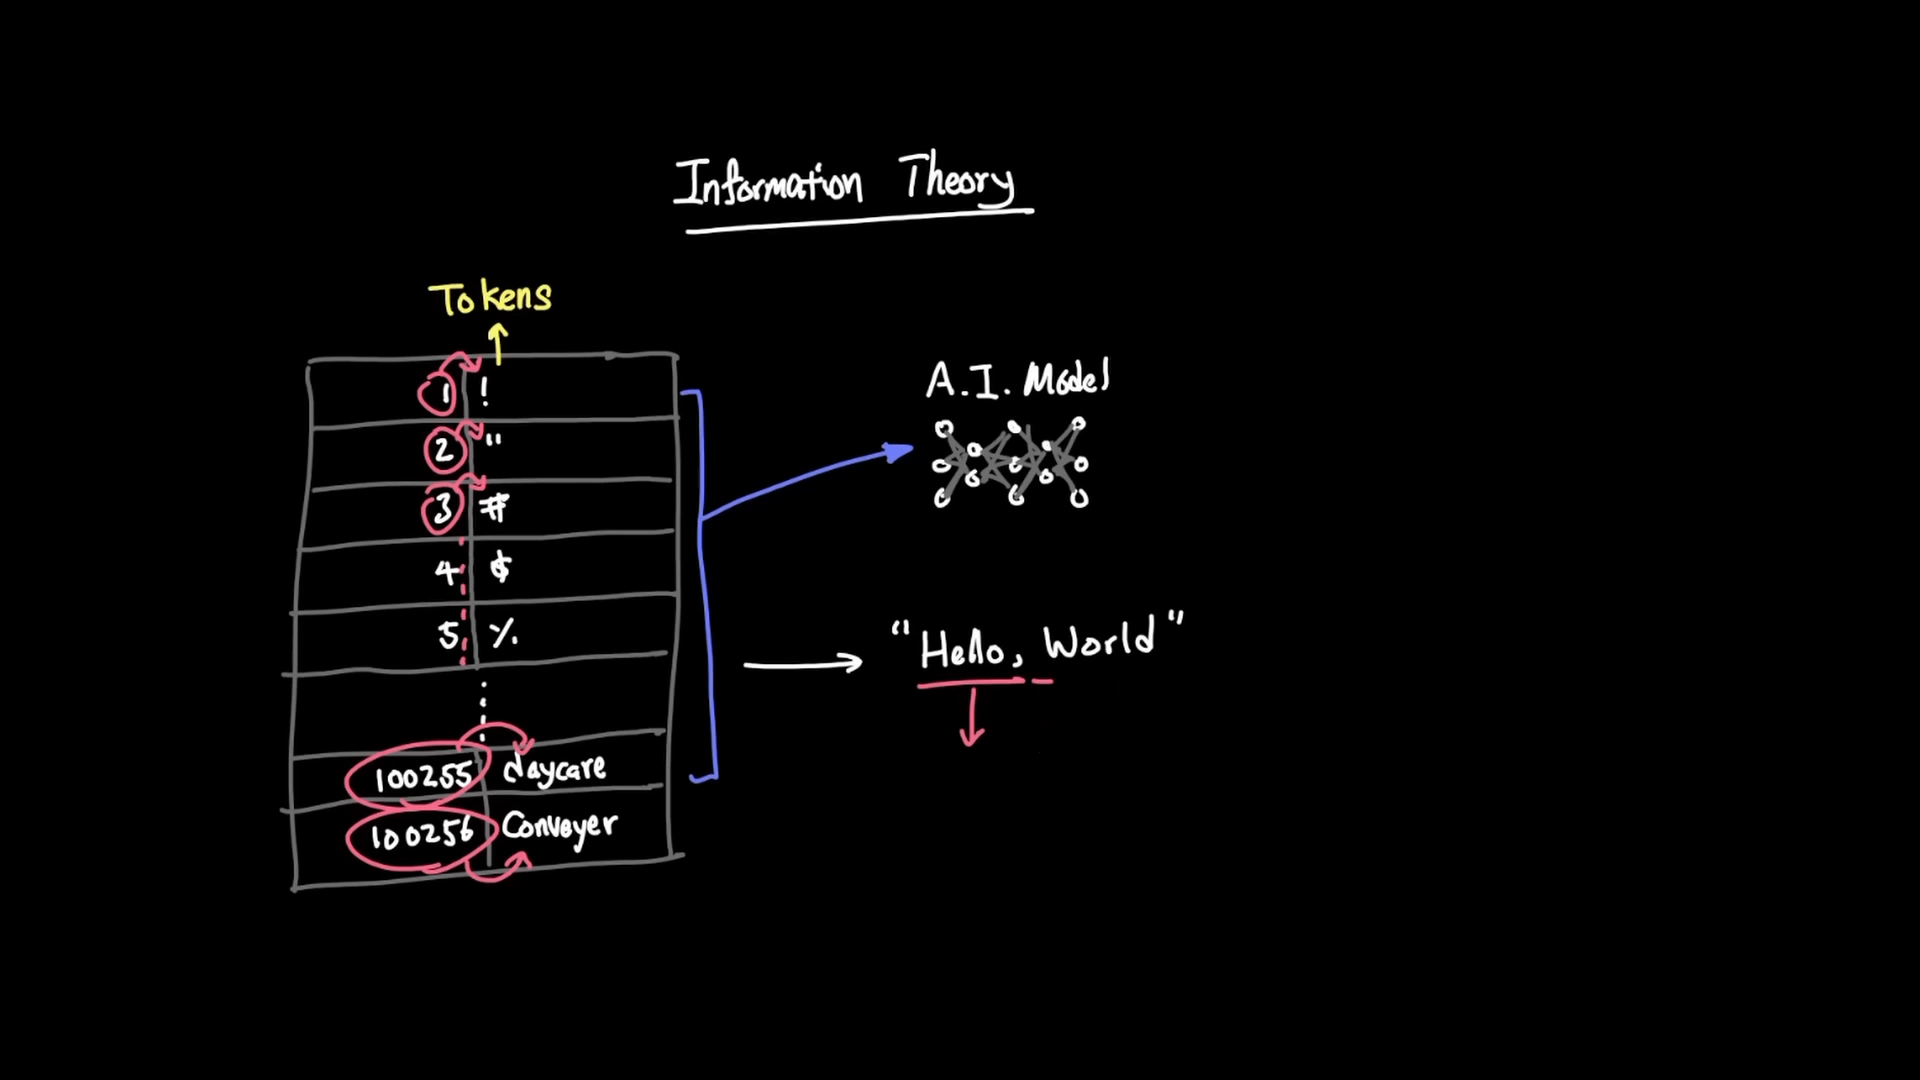 Information Theory
Tokens
1 !
2 "
3 #
4 $
5 %
100255 daycare
100256 Conveyer
A.I. Model
"Hello, World"